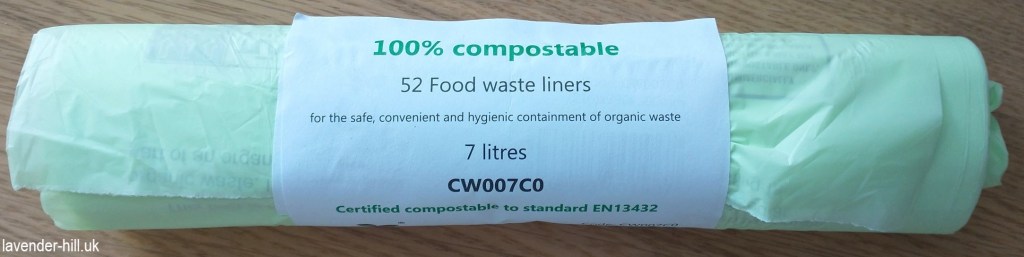 100% compostable
52 Food waste liners
for the safe, convenient and hygienic containment of organic waste
7 litres
CW007C0
Certified compostable to standard EN13432
lavender-hill.uk